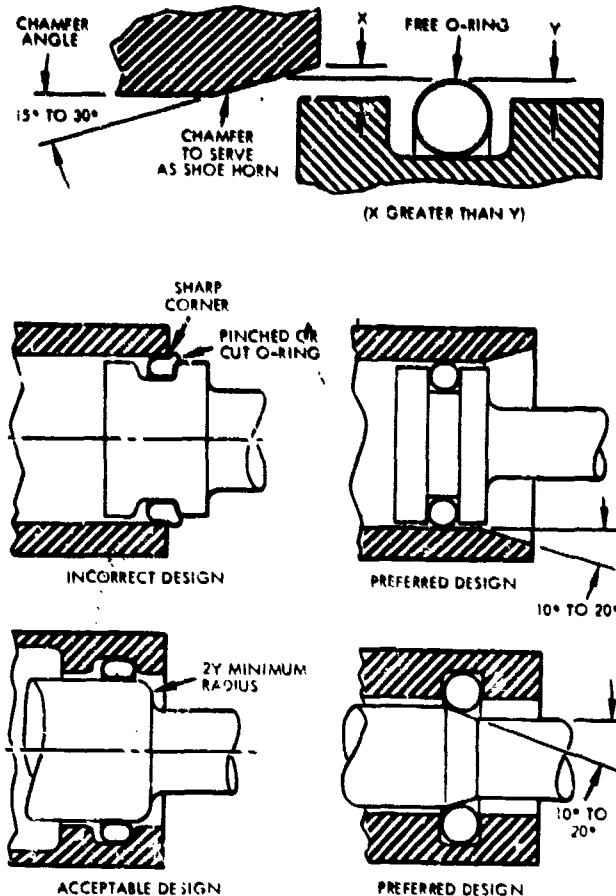 CHAMFER
ANGLE
X
FREE O-RING
Y
15° TO 30°
CHAMFER
TO SERVE
AS SHOE HORN
(X GREATER THAN Y)
SHARP
CORNER
PINCHED OR
CUT O-RING
INCORRECT DESIGN
PREFERRED DESIGN
10° TO 20°
2Y MINIMUM
RADIUS
10° TO
20°
ACCEPTABLE DESIGN
PREFERRED DESIGN